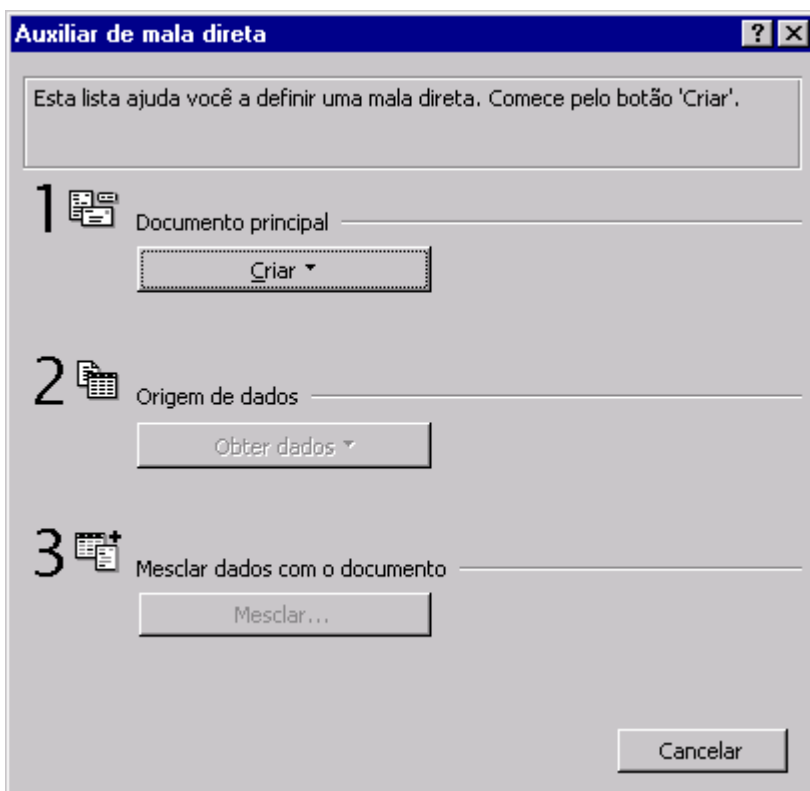 Auxiliar de mala direta
Esta lista ajuda você a definir uma mala direta. Comece pelo botão 'Criar'.
1
Documento principal
Criar
2
Origem de dados
Obter dados
3
Mesclar dados com o documento
Mesclar...
Cancelar